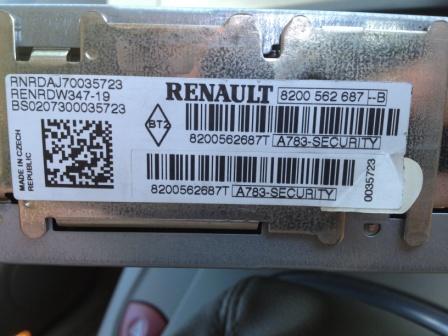 RNRDAJ70035723
RENRDW347-19
BS0207300035723
RENAULT 8200 562 687 --B
BT2
8200562687T A783-SECURITY
8200562687T A783-SECURITY
MADE IN CZECH
REPUBLIC
0035723